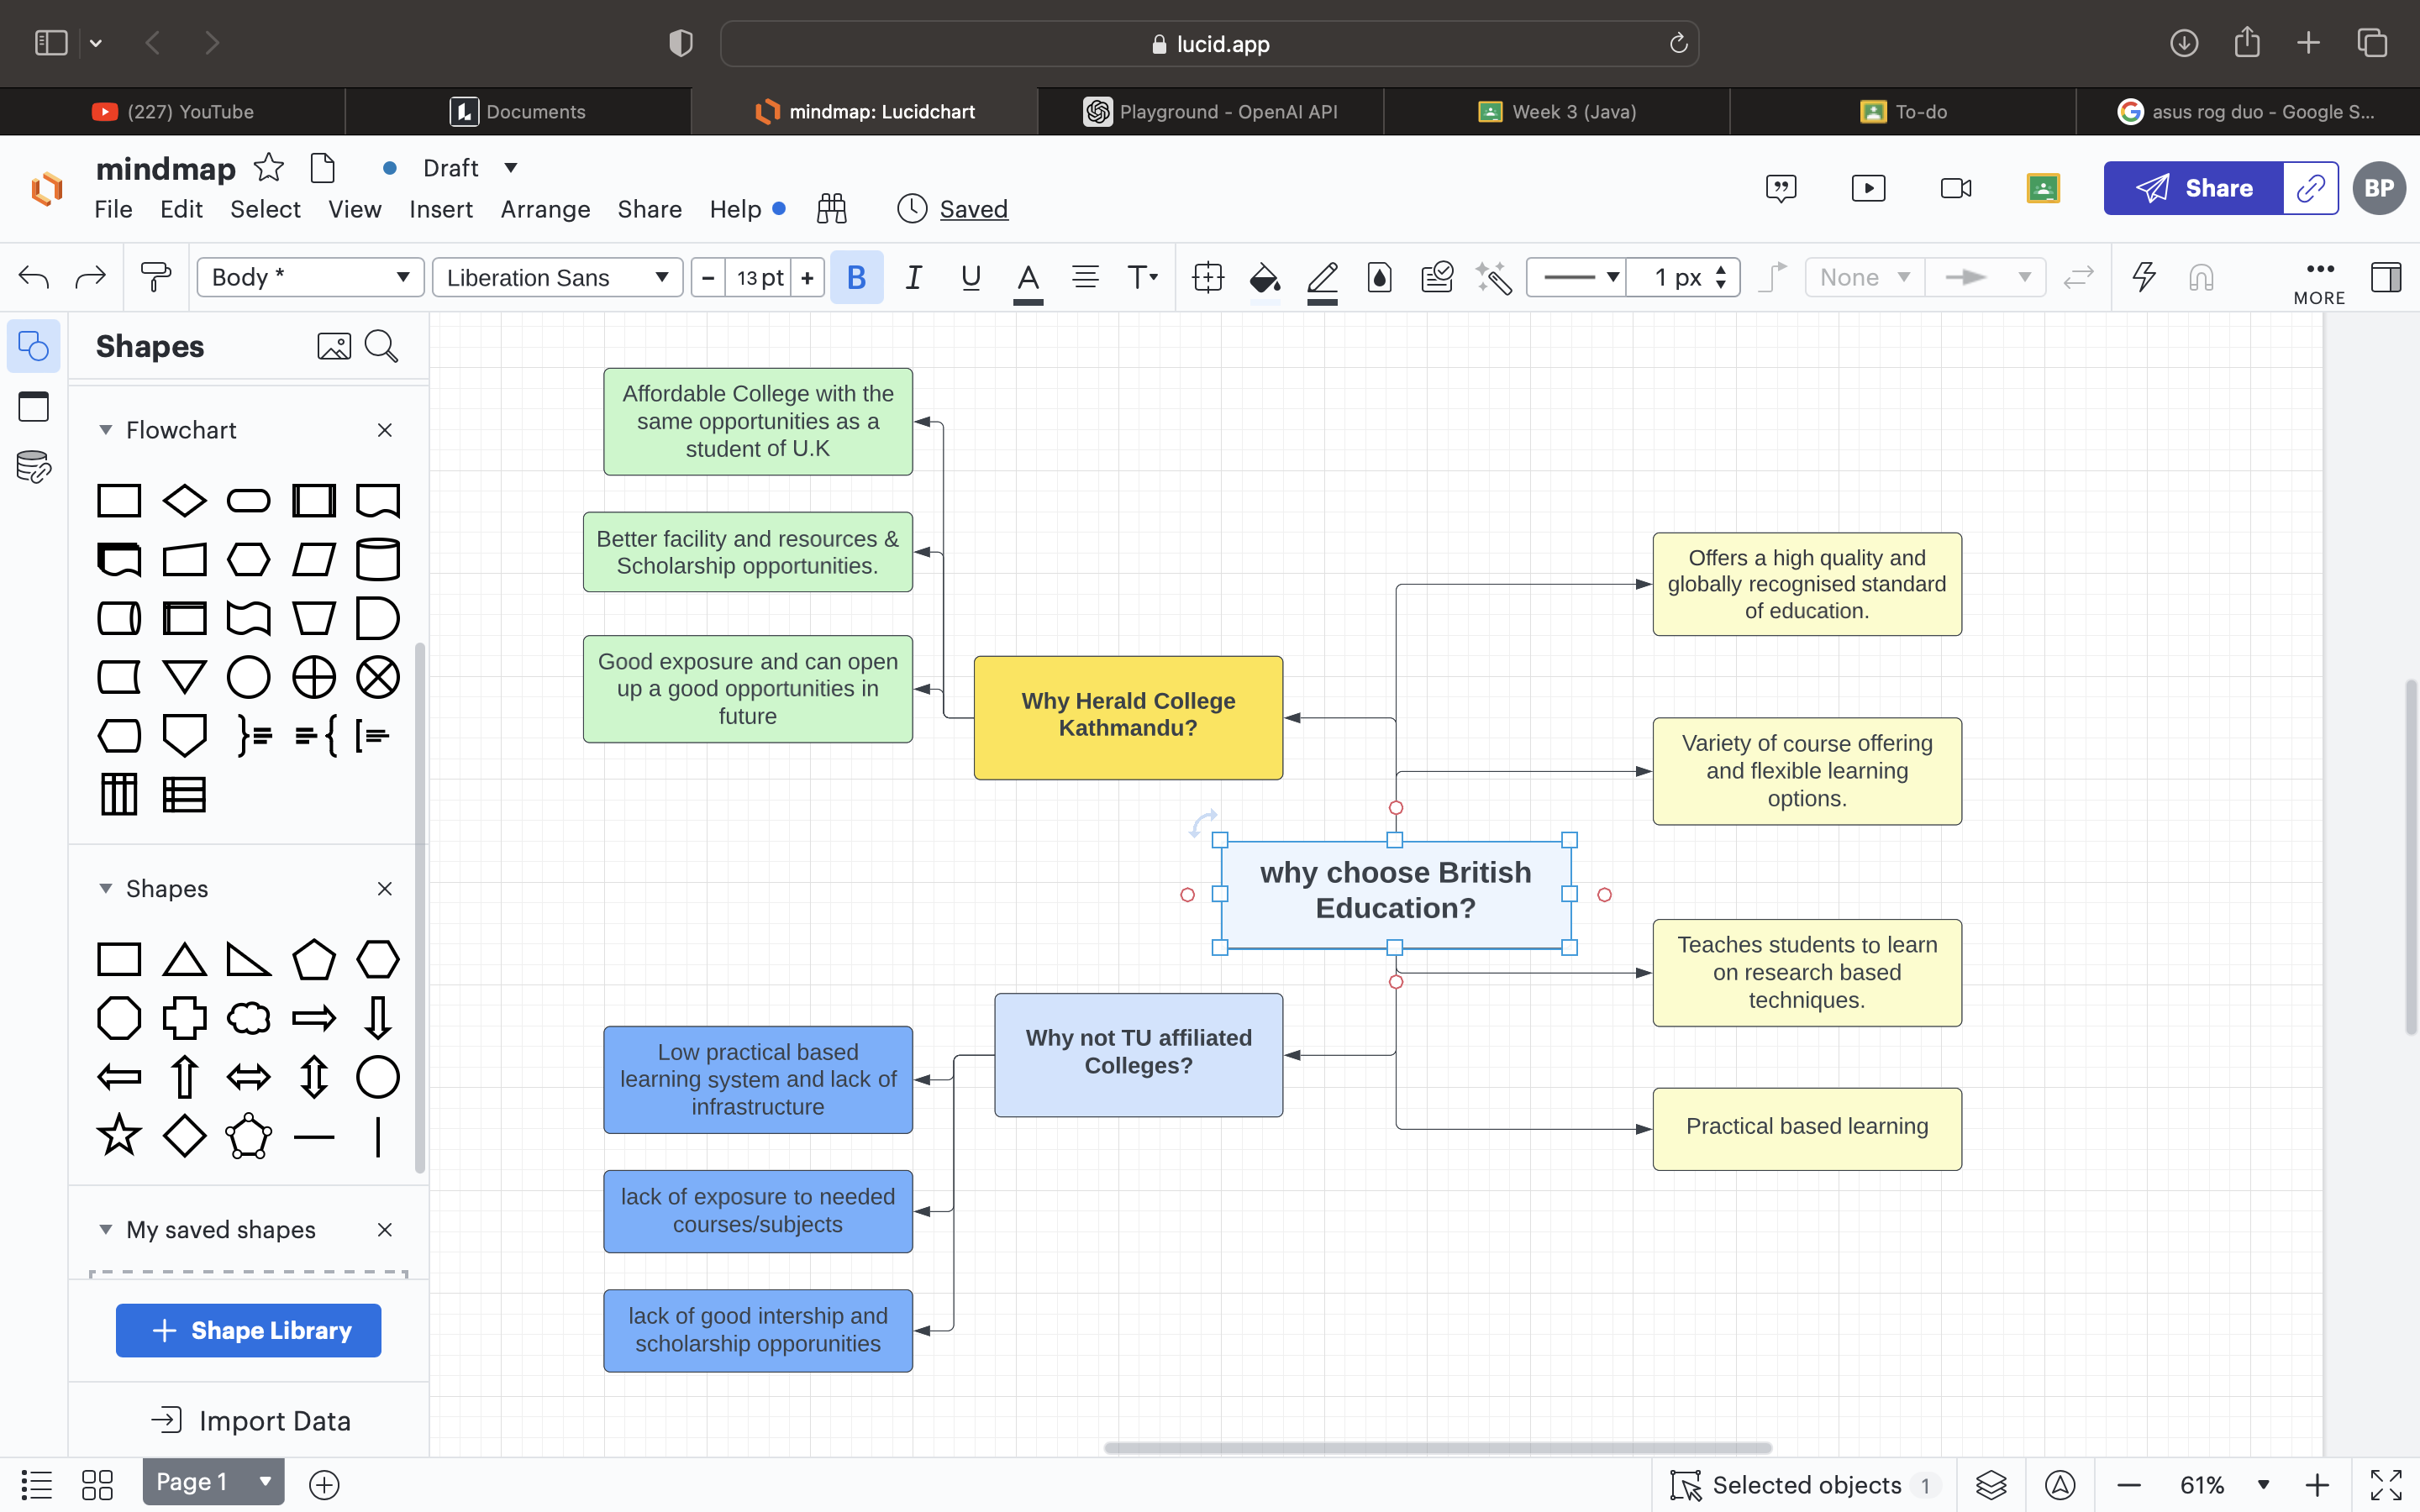 lucid.app
(227) YouTube
Documents
mindmap: Lucidchart
Playground - OpenAI API
Week 3 (Java)
To-do
asus rog duo - Google S...
mindmap
Draft
File Edit Select View Insert Arrange Share Help
Saved
Share
BP
Body *
Liberation Sans
- 13 pt +
B I U A T
1 px
None
MORE
Shapes
Flowchart
Shapes
My saved shapes
+ Shape Library
Import Data
Affordable College with the
same opportunities as a
student of U.K
Better facility and resources &
Scholarship opportunities.
Good exposure and can open
up a good opportunities in
future
Why Herald College
Kathmandu?
Offers a high quality and
globally recognised standard
of education.
Variety of course offering
and flexible learning
options.
why choose British
Education?
Teaches students to learn
on research based
techniques.
Why not TU affiliated
Colleges?
Practical based learning
Low practical based
learning system and lack of
infrastructure
lack of exposure to needed
courses/subjects
lack of good intership and
scholarship opporunities
Page 1
Selected objects 1
61%